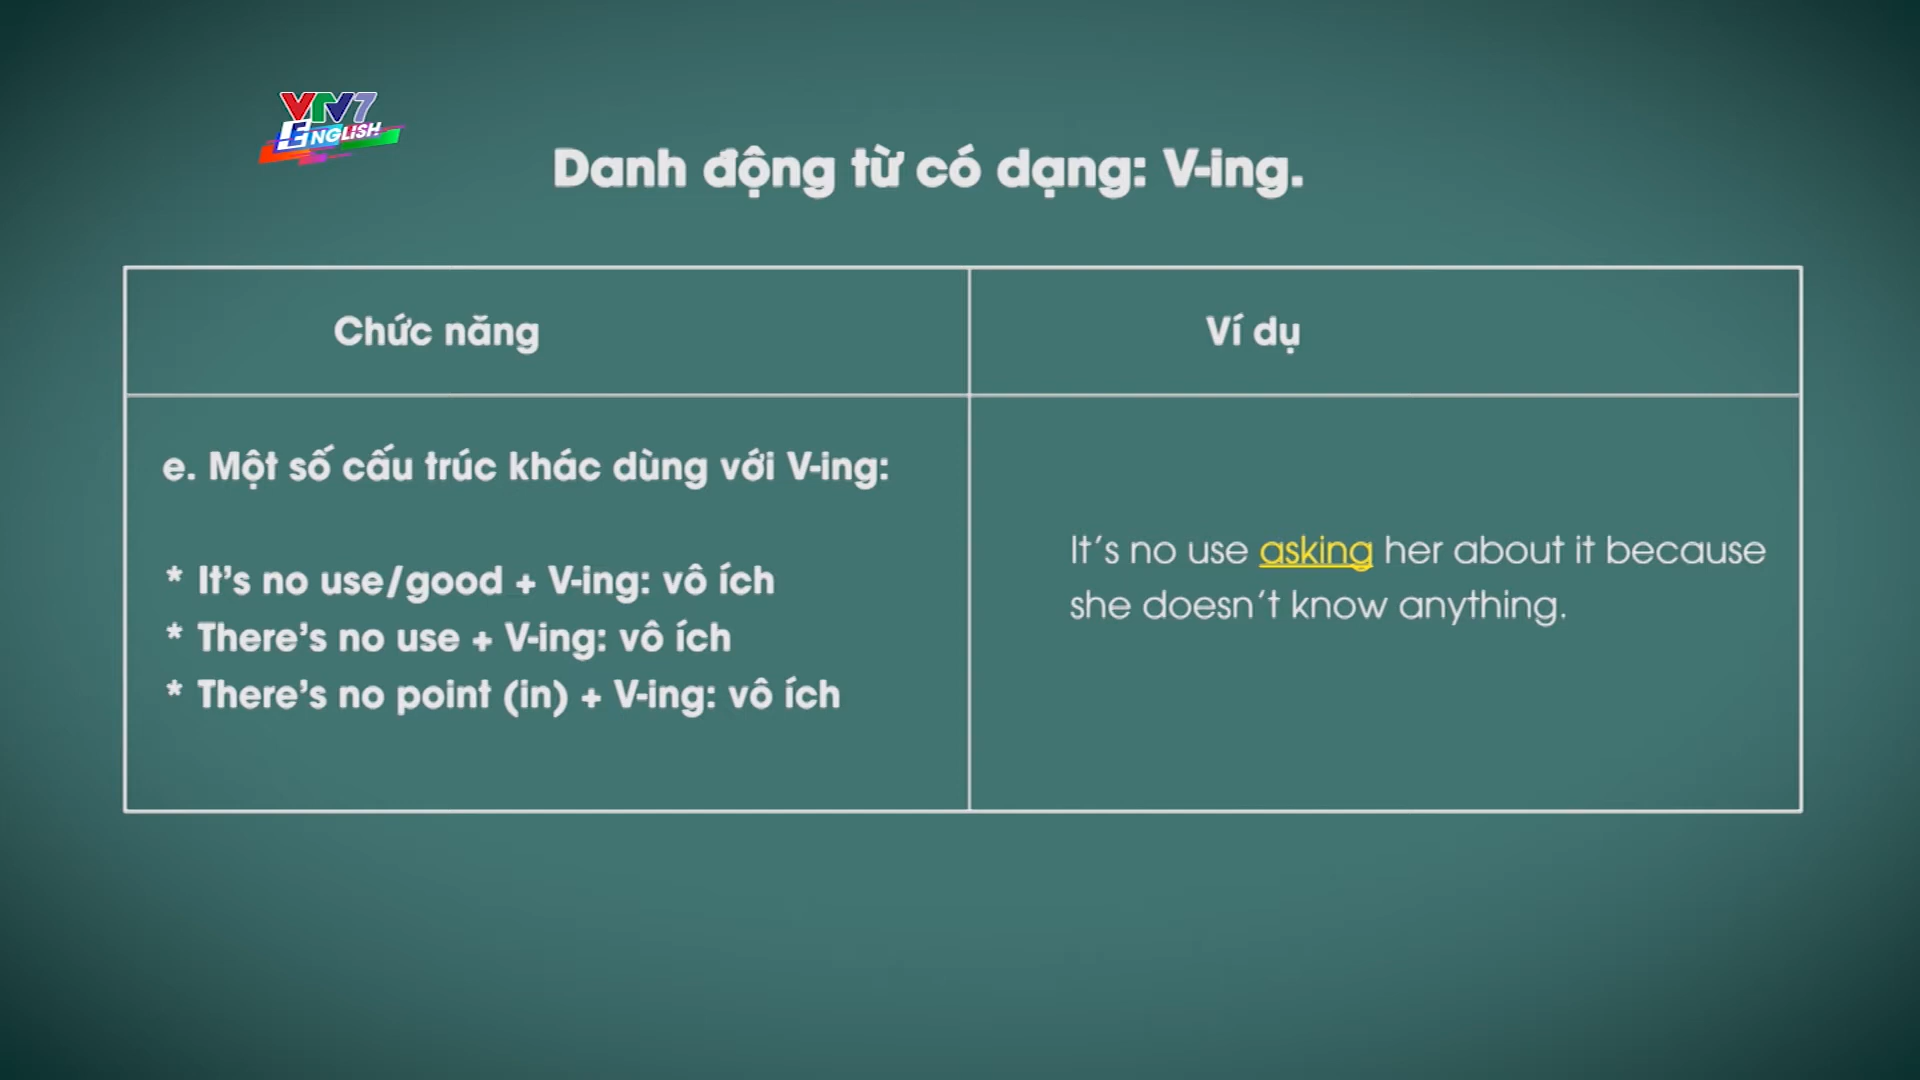 VTV7
ENGLISH
Danh động từ có dạng: V-ing.
Chức năng
Ví dụ
e. Một số cấu trúc khác dùng với V-ing:
* It's no use/good + V-ing: vô ích
* There's no use + V-ing: vô ích
* There's no point (in) + V-ing: vô ích
It's no use asking her about it because
she doesn't know anything.